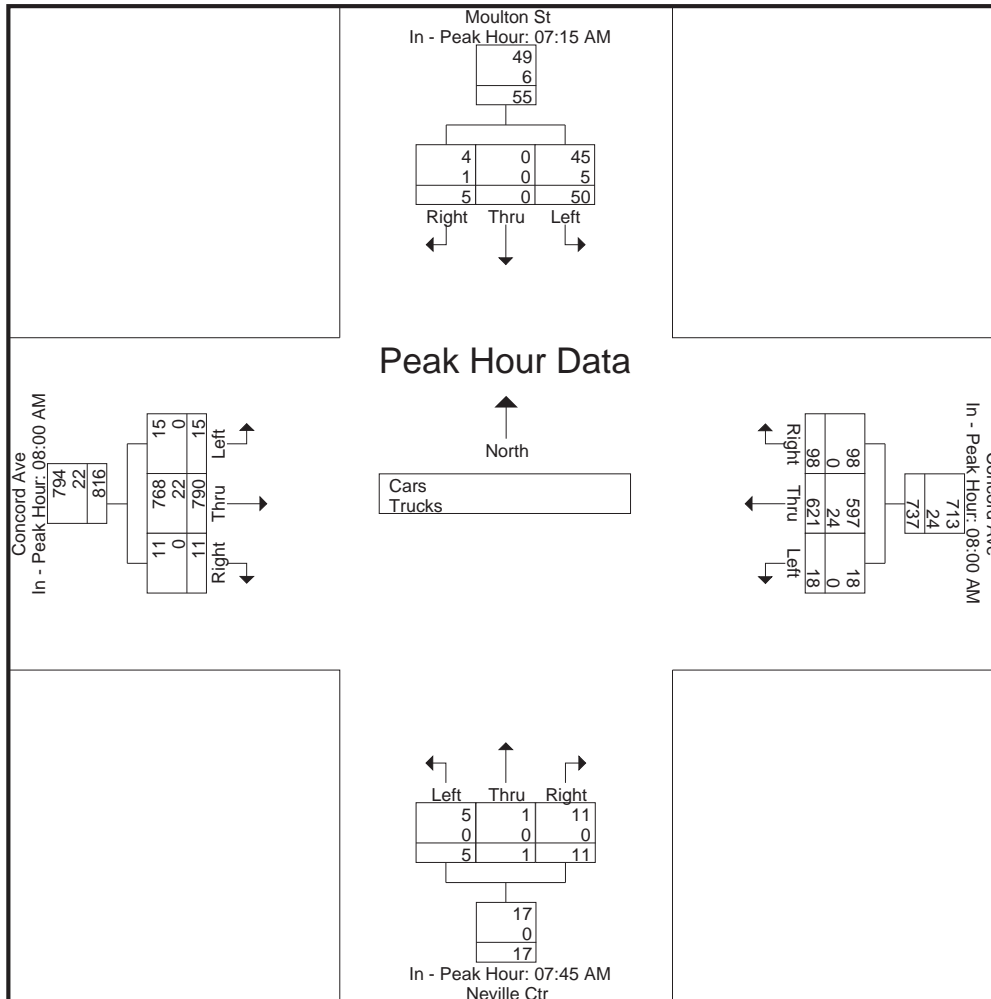 Moulton St
In - Peak Hour: 07:15 AM
49
6
55
4 0 45
1 0 5
5 0 50
Right Thru Left
Peak Hour Data
North
Cars
Trucks
Concord Ave
In - Peak Hour: 08:00 AM
794
22
816
15 768 11
0 22 0
15 790 11
Left Thru Right
Concord Ave
In - Peak Hour: 08:00 AM
713
24
737
98 597 18
0 24 0
98 621 18
Right Thru Left
Left Thru Right
5 1 11
0 0 0
5 1 11
17
0
17
In - Peak Hour: 07:45 AM
Neville Ctr